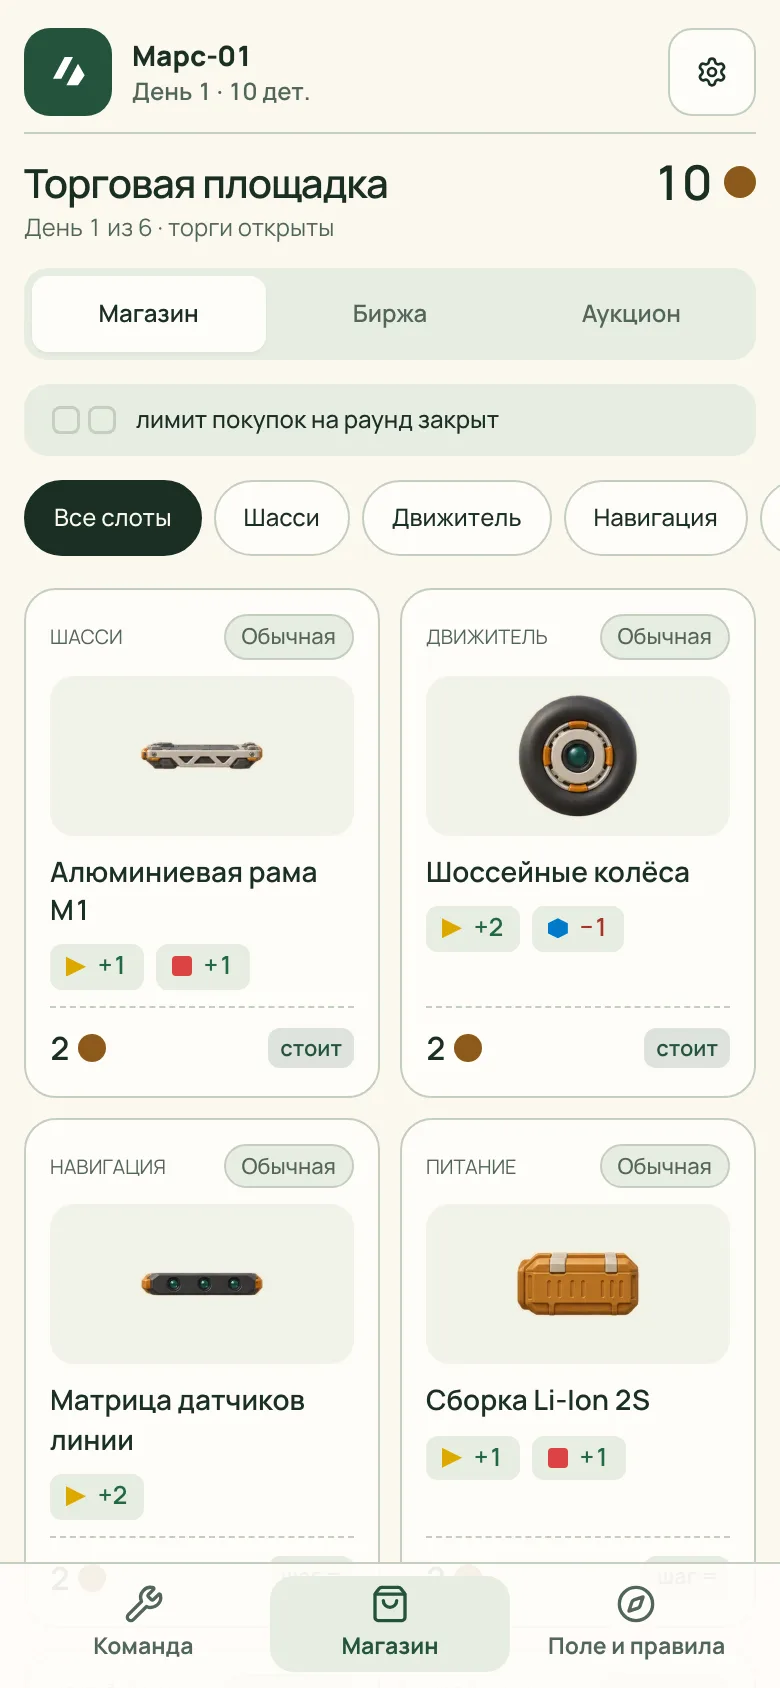 Марс-01
День 1 · 10 дет.
Торговая площадка
10
День 1 из 6 · торги открыты
Магазин
Биржа
Аукцион
лимит покупок на раунд закрыт
Все слоты
Шасси
Движитель
Навигация
ШАССИ
Обычная
Алюминиевая рама
М1
+1
+1
2
стоит
ДВИЖИТЕЛЬ
Обычная
Шоссейные колёса
+2
−1
2
стоит
НАВИГАЦИЯ
Обычная
Матрица датчиков
линии
+2
2
ПИТАНИЕ
Обычная
Сборка Li-Ion 2S
+1
+1
2
шаг =
Команда
Магазин
Поле и правила